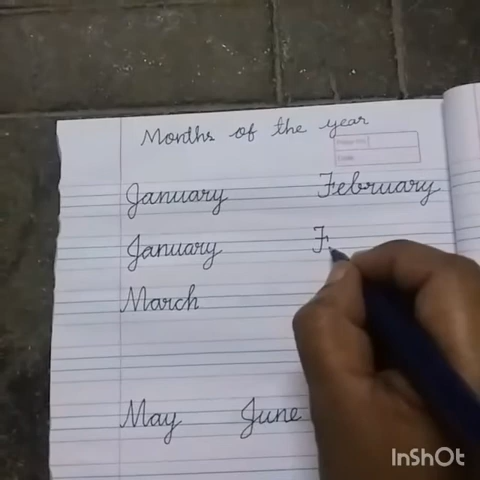 Months of the year
January February
January F
March
May June
InShOt